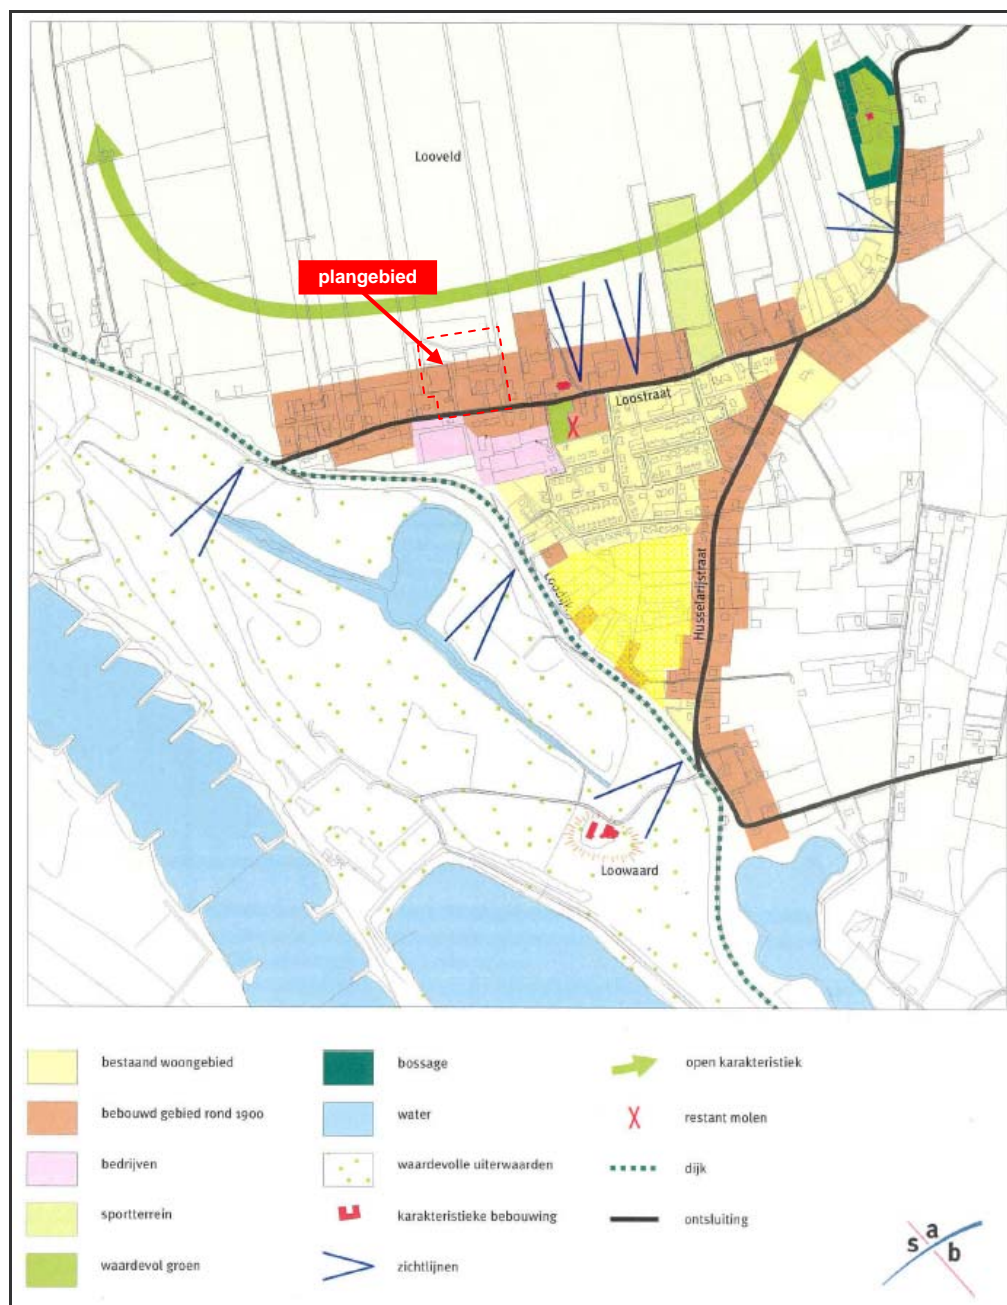 Looveld
plangebied
Loostraat
Husselarijstraat
Loodijk
Loowaard
bestaand woongebied
bebouwd gebied rond 1900
bedrijven
sportterrein
waardevol groen
bossage
water
waardevolle uiterwaarden
karakteristieke bebouwing
zichtlijnen
open karakteristiek
restant molen
dijk
ontsluiting
s a b